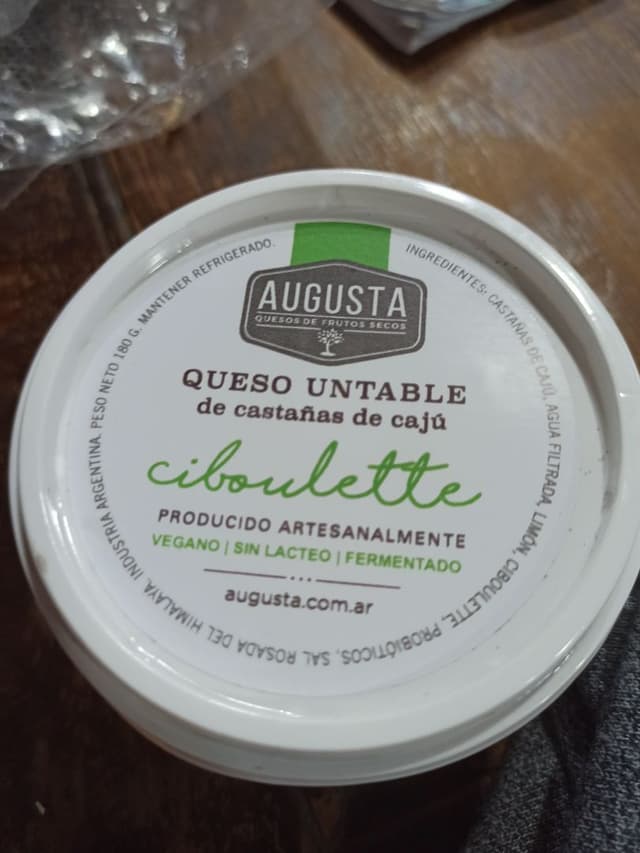 AUGUSTA
QUESOS DE FRUTOS SECOS
QUESO UNTABLE
de castañas de cajú
ciboulette
PRODUCIDO ARTESANALMENTE
VEGANO | SIN LACTEO | FERMENTADO
augusta.com.ar
INGREDIENTES: CASTAÑAS DE CAJÚ, AGUA FILTRADA, LIMÓN, CIBOULETTE, PROBIÓTICOS, SAL ROSADA DEL HIMALAYA. INDUSTRIA ARGENTINA. PESO NETO 180 G. MANTENER REFRIGERADO.